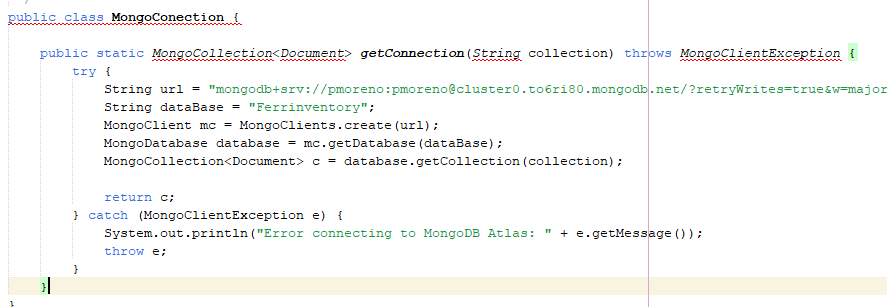 public class MongoConection {
public static MongoCollection<Document> getConnection(String collection) throws MongoClientException {
try {
String url = "mongodb+srv://pmoreno:pmoreno@cluster0.to6ri80.mongodb.net/?retryWrites=true&w=major
String dataBase = "Ferrinventory";
MongoClient mc = MongoClients.create(url);
MongoDatabase database = mc.getDatabase(dataBase);
MongoCollection<Document> c = database.getCollection(collection);
return c;
} catch (MongoClientException e) {
System.out.println("Error connecting to MongoDB Atlas: " + e.getMessage());
throw e;
}
}
}